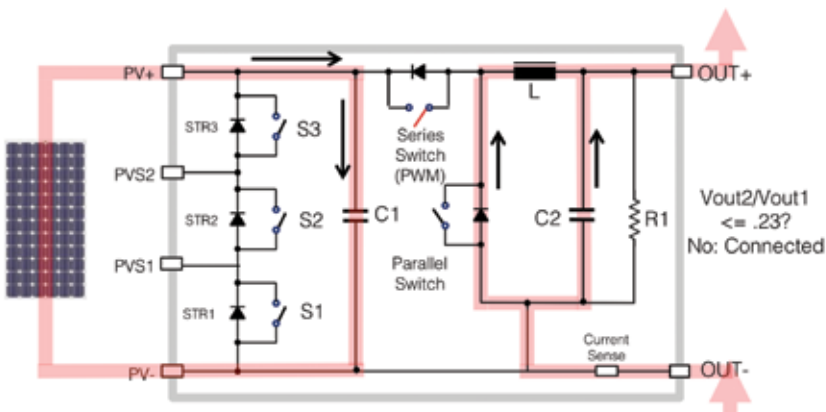 PV+
OUT+
L
STR3
S3
Series
Switch
(PWM)
PVS2
STR2
S2
C1
C2
R1
Vout2/Vout1
<= .23?
No: Connected
PVS1
Parallel
Switch
STR1
S1
Current
Sense
PV-
OUT-